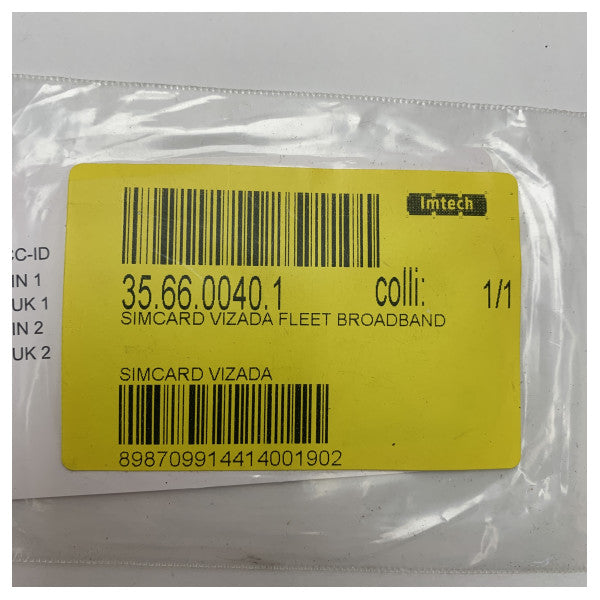 Imtech
35.66.0040.1 colli: 1/1
SIMCARD VIZADA FLEET BROADBAND
SIMCARD VIZADA
898709914414001902
CC-ID
IN 1
UK 1
IN 2
UK 2